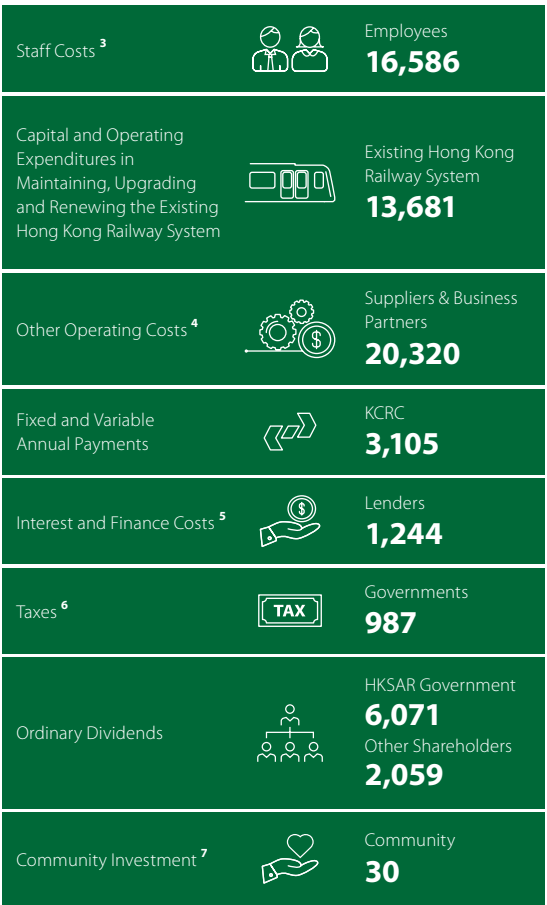 Staff Costs 3
Employees
16,586
Capital and Operating
Expenditures in
Maintaining, Upgrading
and Renewing the Existing
Hong Kong Railway System
Existing Hong Kong
Railway System
13,681
Other Operating Costs 4
$
Suppliers & Business
Partners
20,320
Fixed and Variable
Annual Payments
KCRC
3,105
Interest and Finance Costs 5
$
Lenders
1,244
Taxes 6
TAX
Governments
987
Ordinary Dividends
HKSAR Government
6,071
Other Shareholders
2,059
Community Investment 7
Community
30